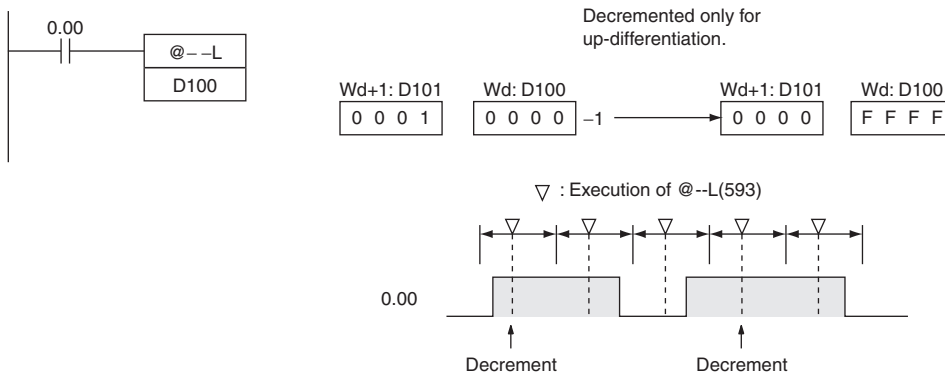 0.00
@– –L
D100
Decremented only for
up-differentiation.
Wd+1: D101 Wd: D100 Wd+1: D101 Wd: D100
0 0 0 1 0 0 0 0 –1 0 0 0 0 F F F F
▽ : Execution of @--L(593)
0.00
Decrement Decrement